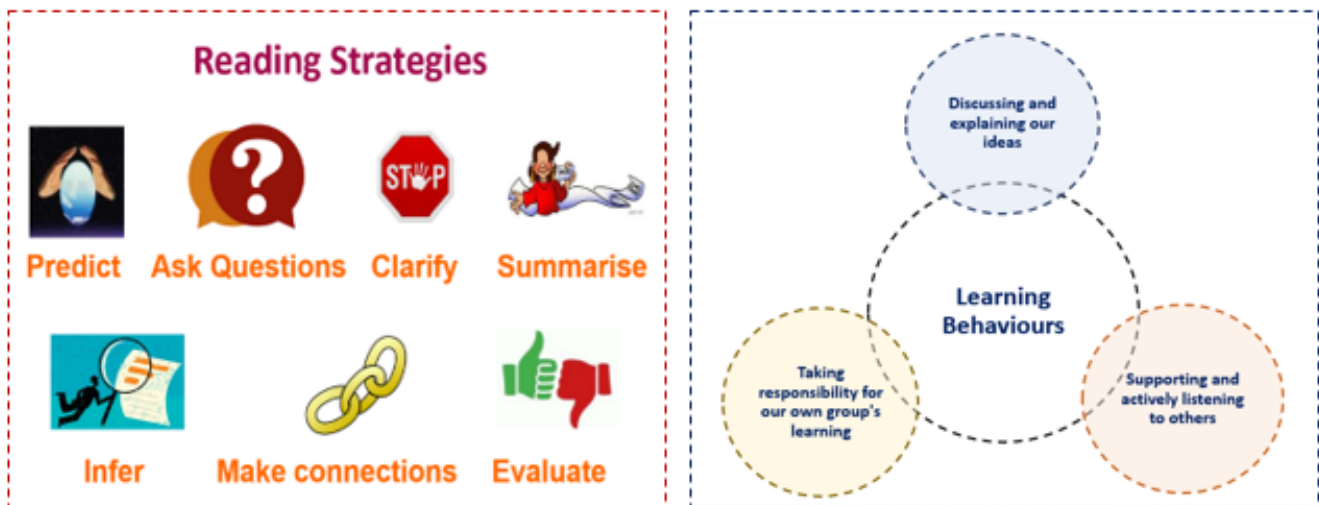 Reading Strategies
STOP
Predict
Ask Questions
Clarify
Summarise
Infer
Make connections
Evaluate
Discussing and
explaining our
ideas
Learning
Behaviours
Taking
responsibility for
our own group's
learning
Supporting and
actively listening
to others